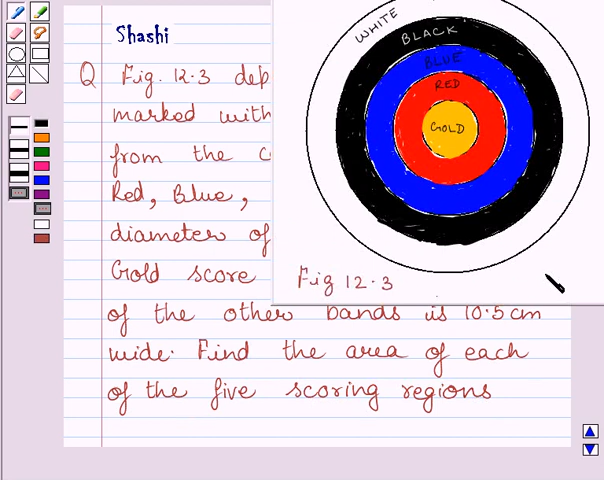 Shashi
WHITE
BLACK
BLUE
RED
GOLD
Fig 12.3
Q Fig. 12.3 dep
marked with
from the c
Red, Blue,
diameter of
Gold score
of the other bands is 10.5cm
wide. Find the area of each
of the five scoring regions